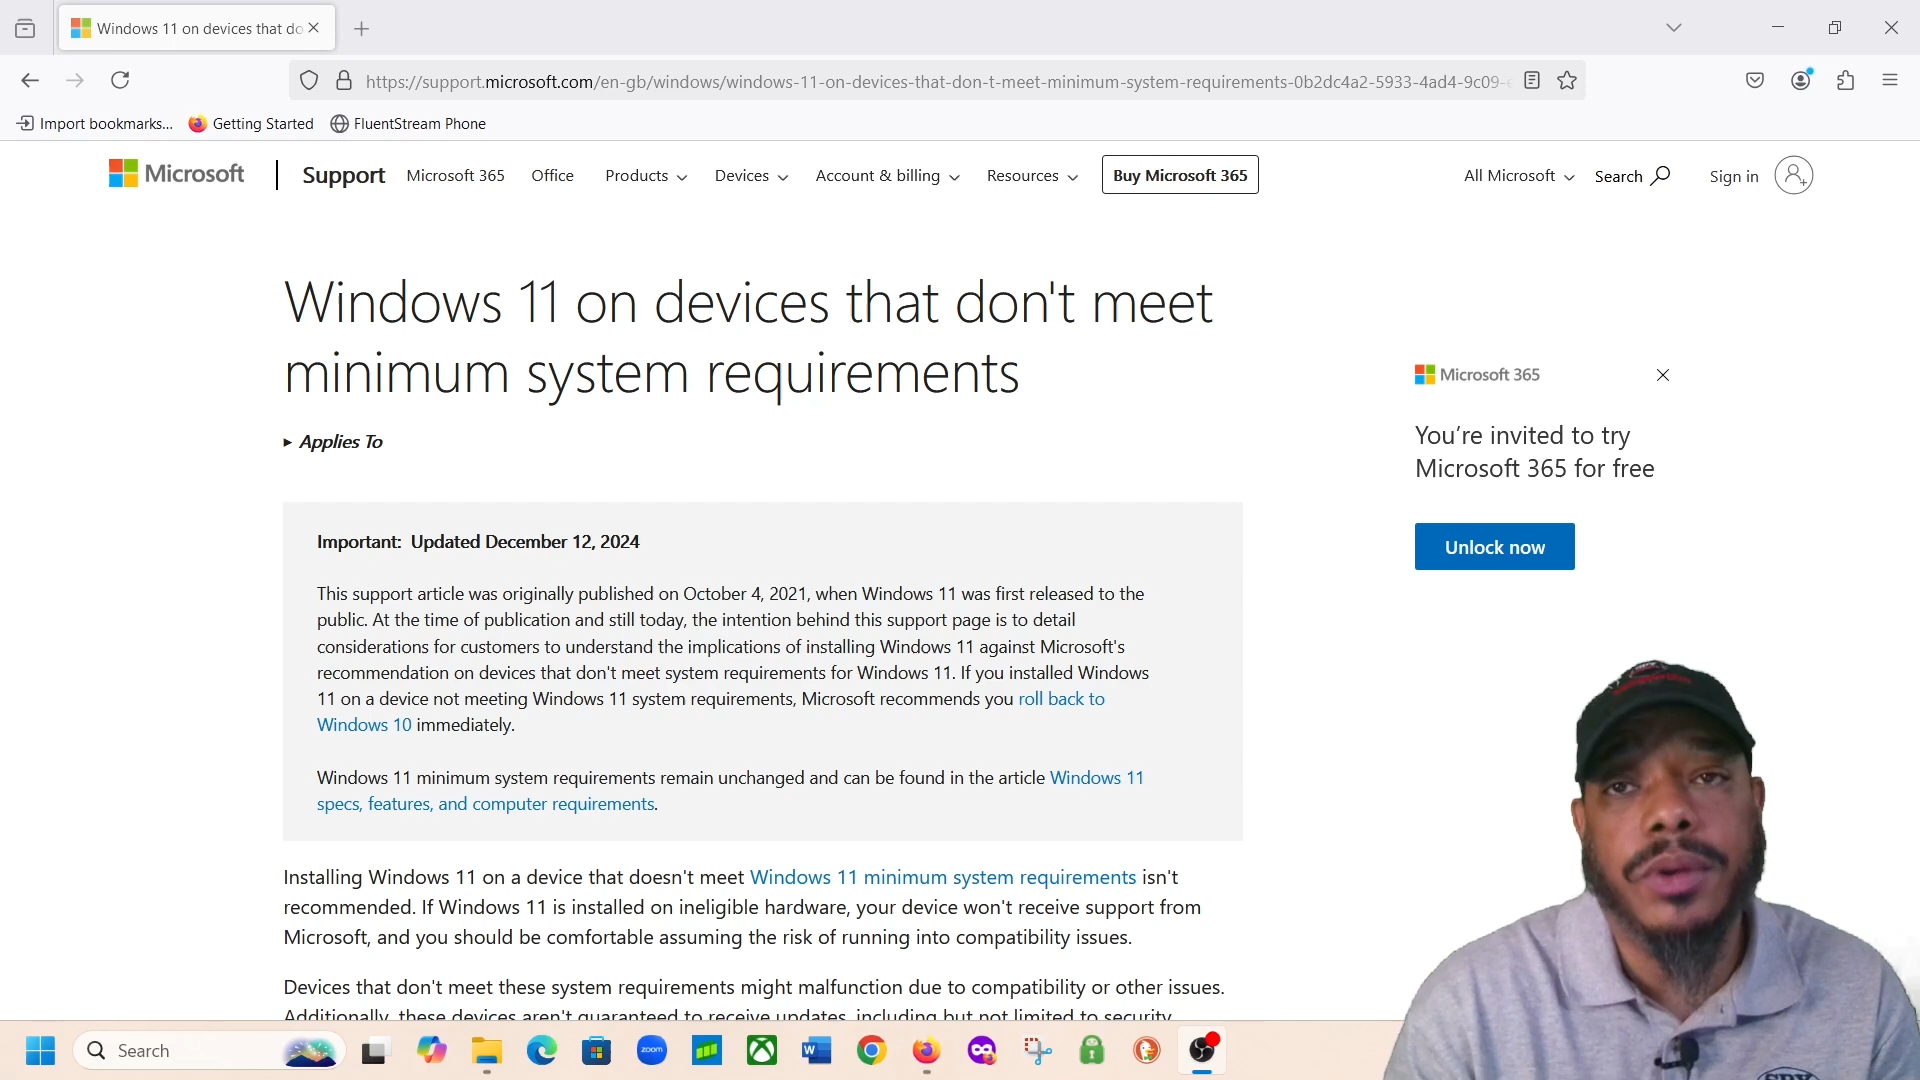 Windows 11 on devices that do
https://support.microsoft.com/en-gb/windows/windows-11-on-devices-that-don-t-meet-minimum-system-requirements-0b2dc4a2-5933-4ad4-9c09-
Import bookmarks... Getting Started FluentStream Phone
Microsoft Support Microsoft 365 Office Products Devices Account & billing Resources Buy Microsoft 365 All Microsoft Search Sign in
Windows 11 on devices that don't meet
minimum system requirements
Applies To
Important: Updated December 12, 2024
This support article was originally published on October 4, 2021, when Windows 11 was first released to the
public. At the time of publication and still today, the intention behind this support page is to detail
considerations for customers to understand the implications of installing Windows 11 against Microsoft's
recommendation on devices that don't meet system requirements for Windows 11. If you installed Windows
11 on a device not meeting Windows 11 system requirements, Microsoft recommends you roll back to
Windows 10 immediately.
Windows 11 minimum system requirements remain unchanged and can be found in the article Windows 11
specs, features, and computer requirements.
Installing Windows 11 on a device that doesn't meet Windows 11 minimum system requirements isn't
recommended. If Windows 11 is installed on ineligible hardware, your device won't receive support from
Microsoft, and you should be comfortable assuming the risk of running into compatibility issues.
Devices that don't meet these system requirements might malfunction due to compatibility or other issues.
Additionally, these devices aren't guaranteed to receive updates, including but not limited to security
Microsoft 365
You're invited to try
Microsoft 365 for free
Unlock now
Search
zoom
W